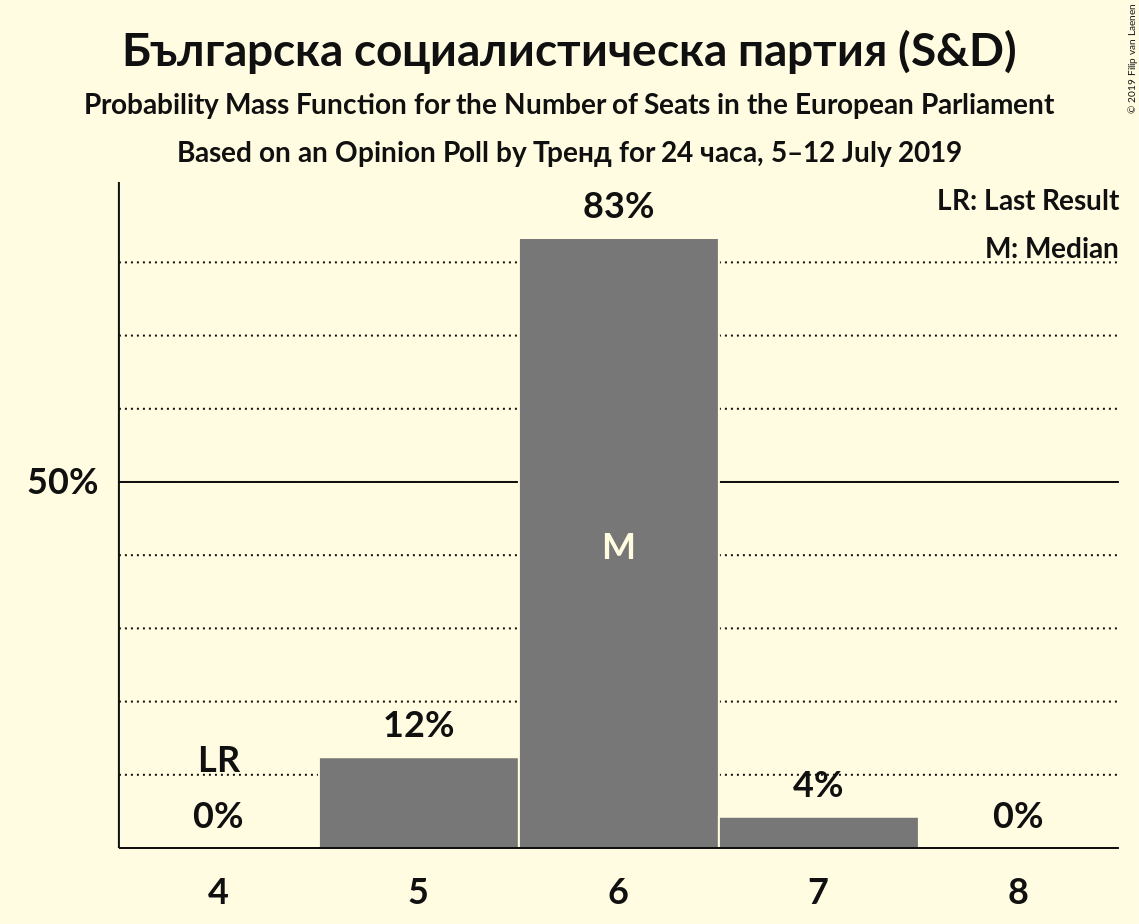 Българска социалистическа партия (S&D)
Probability Mass Function for the Number of Seats in the European Parliament
Based on an Opinion Poll by Тренд for 24 часа, 5–12 July 2019
© 2019 Filip van Laenen
LR: Last Result
M: Median
83%
50%
M
12%
LR
4%
0%
0%
4 5 6 7 8